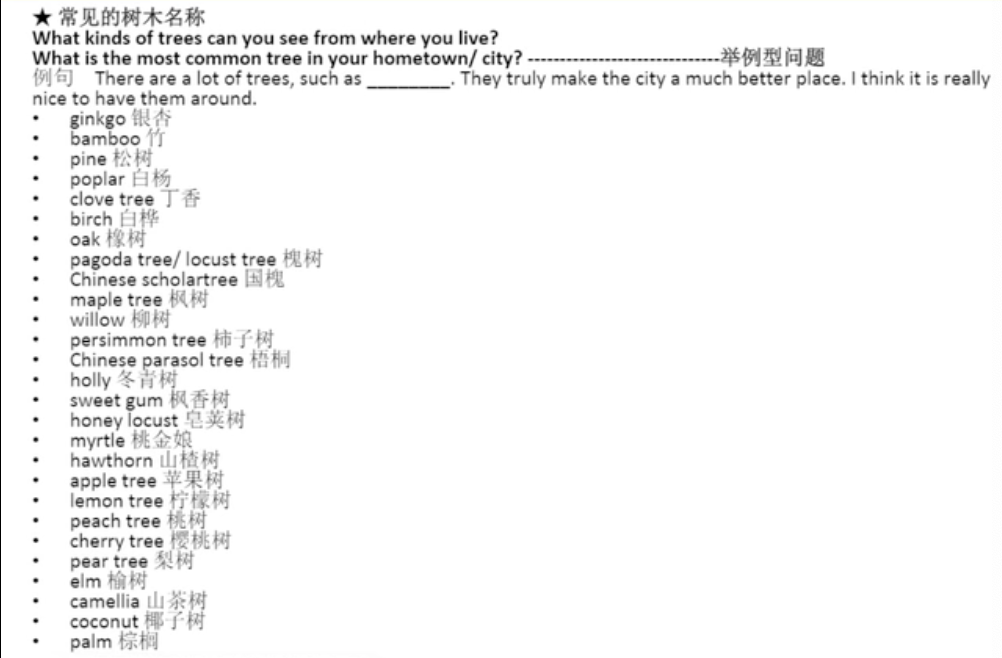 ★ 常见的树木名称
What kinds of trees can you see from where you live?
What is the most common tree in your hometown/ city? ------------------------------举例型问题
例句 There are a lot of trees, such as _________. They truly make the city a much better place. I think it is really
nice to have them around.
• ginkgo 银杏
• bamboo 竹
• pine 松树
• poplar 白杨
• clove tree 丁香
• birch 白桦
• oak 橡树
• pagoda tree/ locust tree 槐树
• Chinese scholartree 国槐
• maple tree 枫树
• willow 柳树
• persimmon tree 柿子树
• Chinese parasol tree 梧桐
• holly 冬青树
• sweet gum 枫香树
• honey locust 皂荚树
• myrtle 桃金娘
• hawthorn 山楂树
• apple tree 苹果树
• lemon tree 柠檬树
• peach tree 桃树
• cherry tree 樱桃树
• pear tree 梨树
• elm 榆树
• camellia 山茶树
• coconut 椰子树
• palm 棕榈